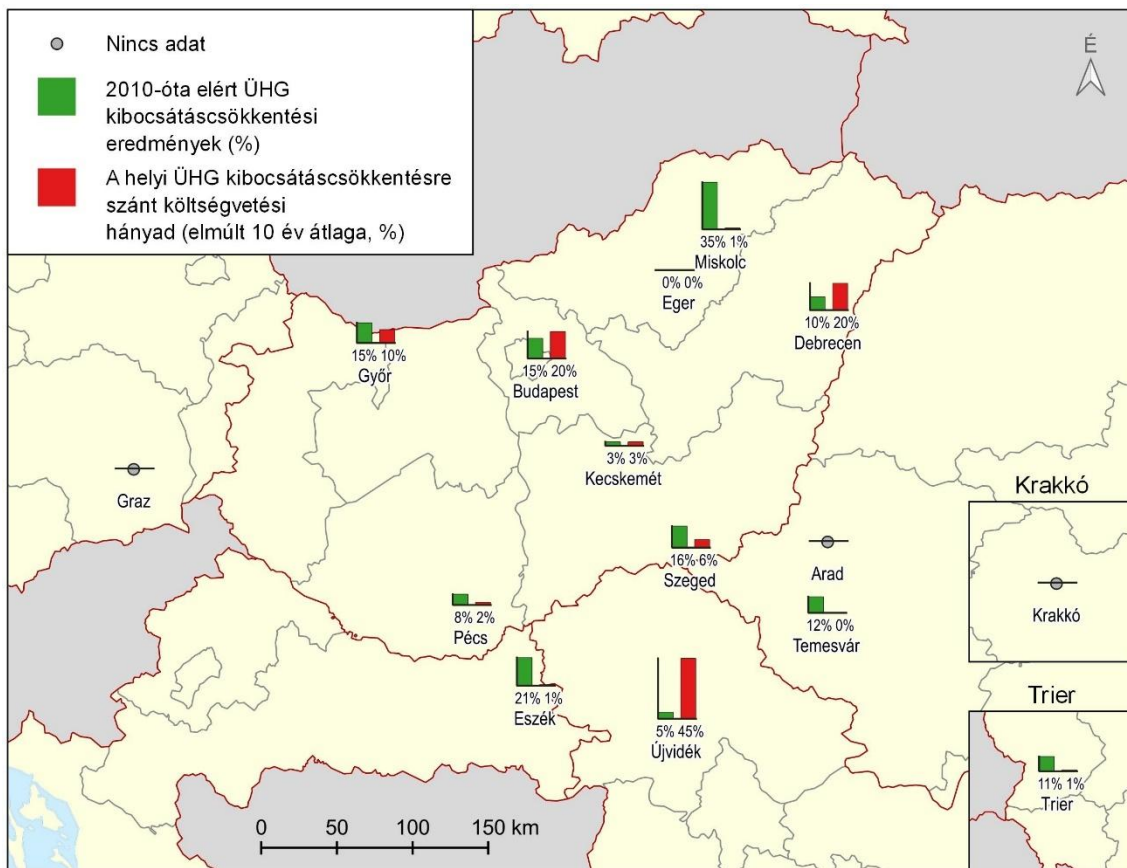 Nincs adat
2010-óta elért ÜHG
kibocsátáscsökkentési
eredmények (%)
A helyi ÜHG kibocsátáscsökkentésre
szánt költségvetési
hányad (elmúlt 10 év átlaga, %)
É
35% 1%
Miskolc
0% 0%
Eger
10% 20%
Debrecen
15% 10%
Győr
15% 20%
Budapest
3% 3%
Kecskemét
Graz
Krakkó
16% 6%
Szeged
Arad
Krakkó
8% 2%
Pécs
12% 0%
Temesvár
21% 1%
Eszék
5% 45%
Újvidék
Trier
11% 1%
Trier
0 50 100 150 km